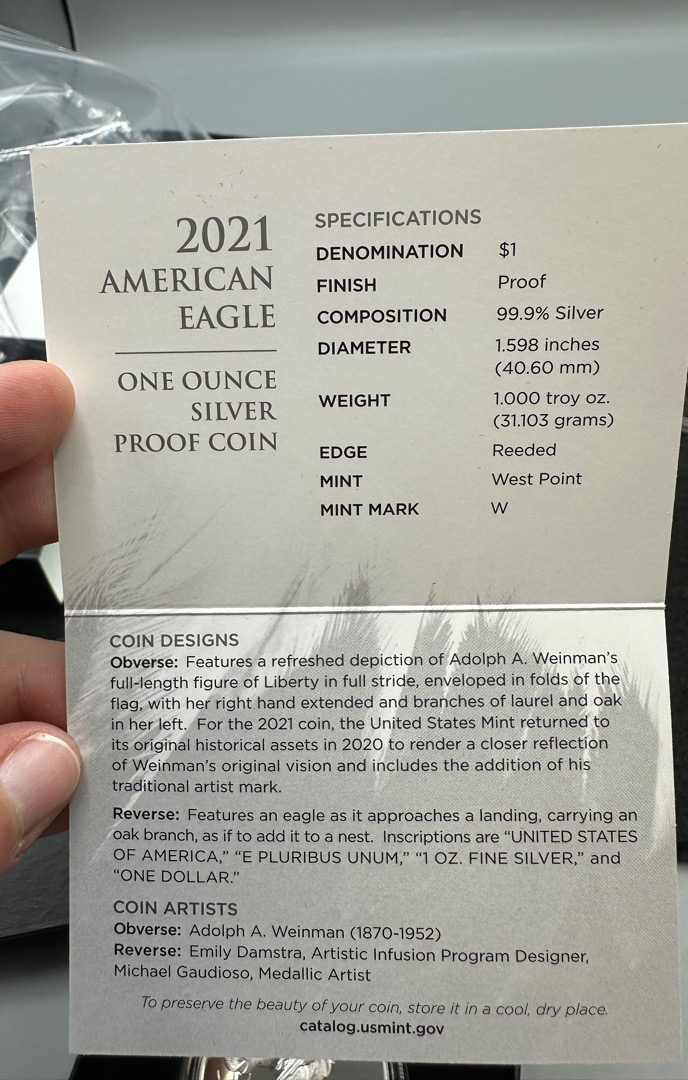 2021
AMERICAN
EAGLE
ONE OUNCE
SILVER
PROOF COIN
SPECIFICATIONS
DENOMINATION $1
FINISH Proof
COMPOSITION 99.9% Silver
DIAMETER 1.598 inches
(40.60 mm)
WEIGHT 1.000 troy oz.
(31.103 grams)
EDGE Reeded
MINT West Point
MINT MARK W
COIN DESIGNS
Obverse: Features a refreshed depiction of Adolph A. Weinman's
full-length figure of Liberty in full stride, enveloped in folds of the
flag, with her right hand extended and branches of laurel and oak
in her left. For the 2021 coin, the United States Mint returned to
its original historical assets in 2020 to render a closer reflection
of Weinman's original vision and includes the addition of his
traditional artist mark.
Reverse: Features an eagle as it approaches a landing, carrying an
oak branch, as if to add it to a nest. Inscriptions are “UNITED STATES
OF AMERICA,” “E PLURIBUS UNUM,” “1 OZ. FINE SILVER,” and
“ONE DOLLAR.”
COIN ARTISTS
Obverse: Adolph A. Weinman (1870-1952)
Reverse: Emily Damstra, Artistic Infusion Program Designer,
Michael Gaudioso, Medallic Artist
To preserve the beauty of your coin, store it in a cool, dry place.
catalog.usmint.gov